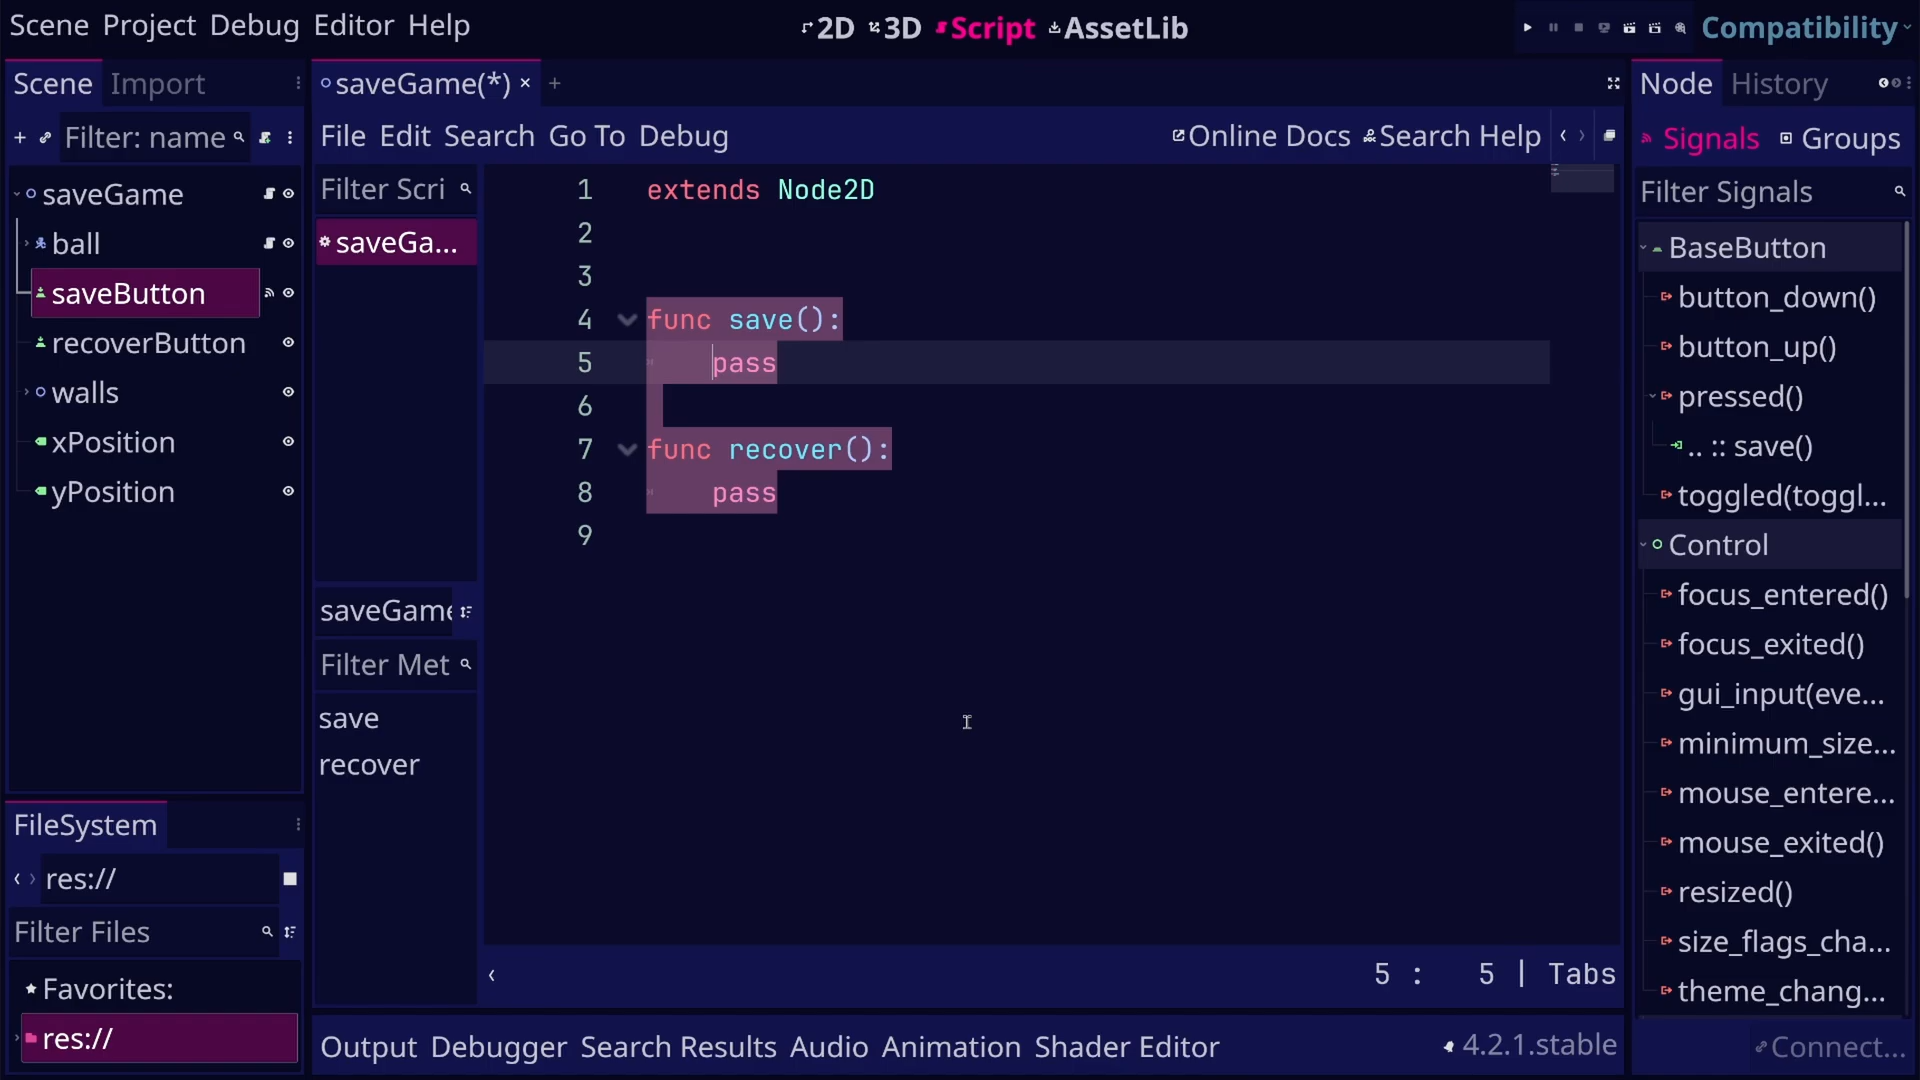 Scene Project Debug Editor Help
2D 3D Script AssetLib
Compatibility
Scene Import
Filter: name
saveGame
ball
saveButton
recoverButton
walls
xPosition
yPosition
FileSystem
res://
Filter Files
Favorites:
res://
saveGame(*) × +
File Edit Search Go To Debug
Online Docs Search Help
Filter Scri
saveGa...
saveGame
Filter Met
save
recover
1 extends Node2D
2
3
4 func save():
5 pass
6
7 func recover():
8 pass
9
5 : 5 | Tabs
Output Debugger Search Results Audio Animation Shader Editor
4.2.1.stable
Node History
Signals Groups
Filter Signals
BaseButton
button_down()
button_up()
pressed()
.. :: save()
toggled(toggl...
Control
focus_entered()
focus_exited()
gui_input(eve...
minimum_size...
mouse_entere...
mouse_exited()
resized()
size_flags_cha...
theme_chang...
Connect...